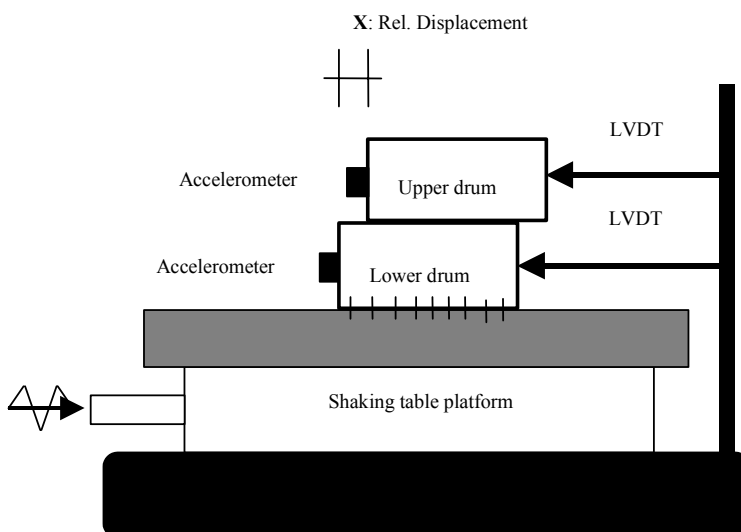 X: Rel. Displacement
LVDT
Accelerometer
Upper drum
LVDT
Accelerometer
Lower drum
Shaking table platform